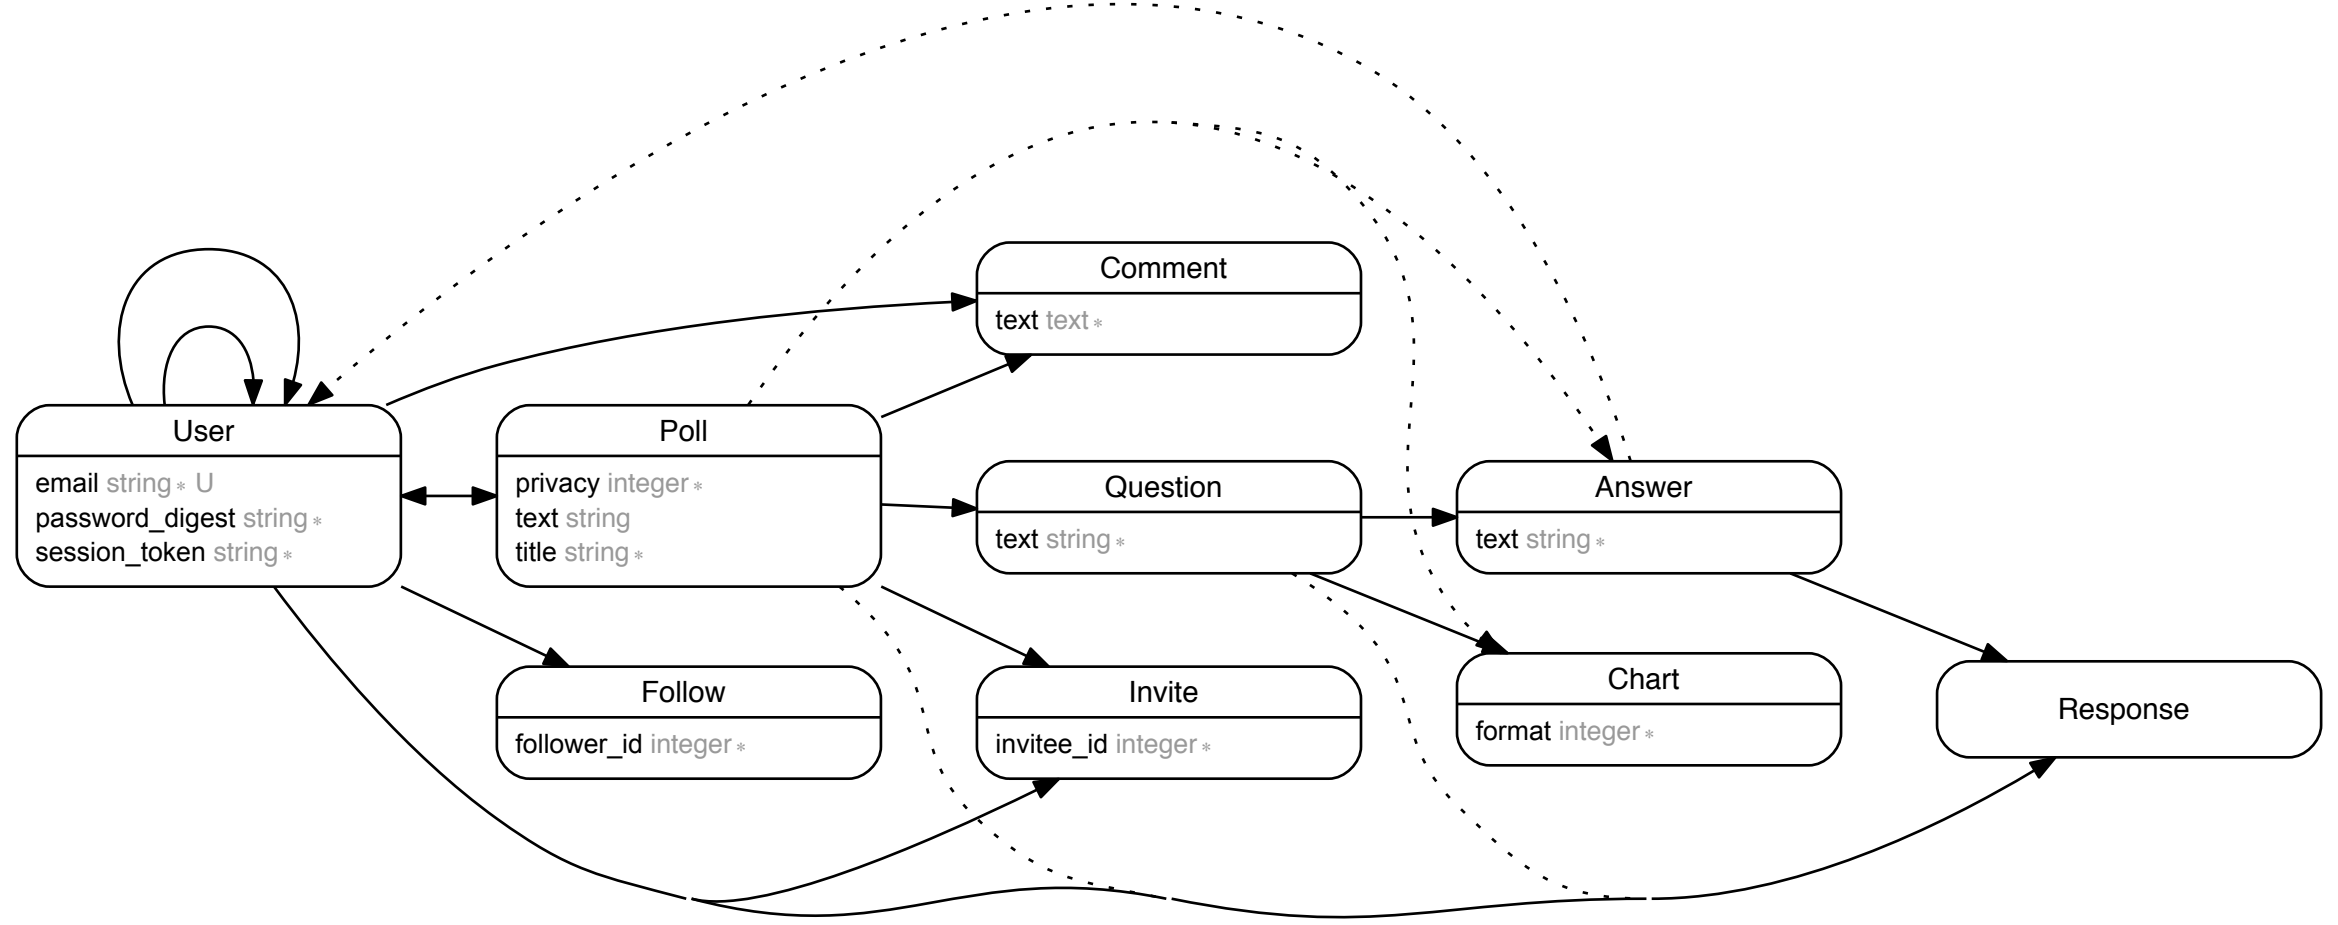 Comment
text text *
User
email string * U
password_digest string *
session_token string *
Poll
privacy integer *
text string
title string *
Question
text string *
Answer
text string *
Follow
follower_id integer *
Invite
invitee_id integer *
Chart
format integer *
Response